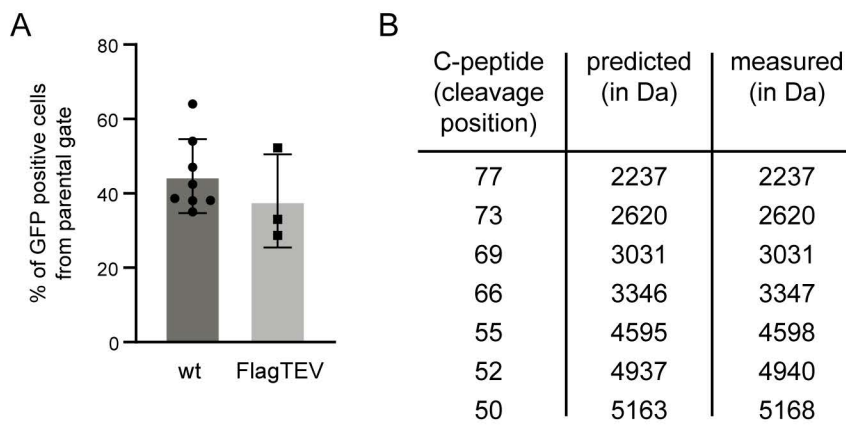 A
% of GFP positive cells
from parental gate
80
60
40
20
0
wt FlagTEV
B
C-peptide
(cleavage
position)
predicted
(in Da)
measured
(in Da)
77 2237 2237
73 2620 2620
69 3031 3031
66 3346 3347
55 4595 4598
52 4937 4940
50 5163 5168